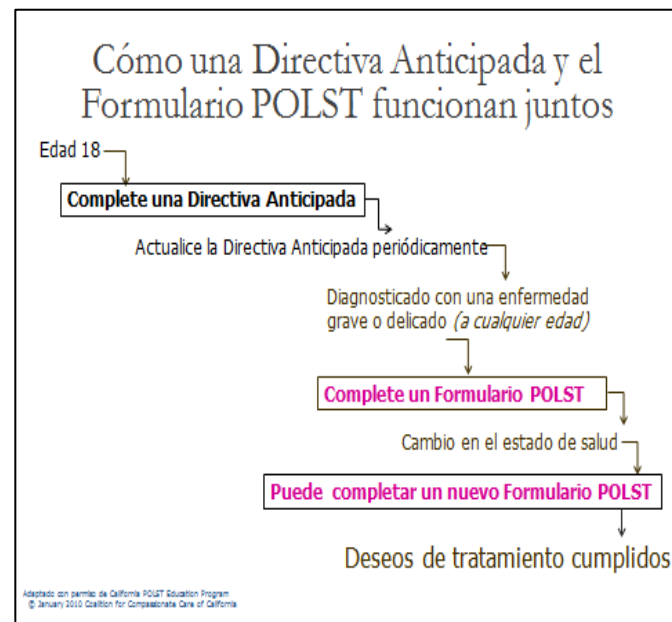 Cómo una Directiva Anticipada y el
Formulario POLST funcionan juntos
Edad 18
Complete una Directiva Anticipada
Actualice la Directiva Anticipada periódicamente
Diagnosticado con una enfermedad
grave o delicado (a cualquier edad)
Complete un Formulario POLST
Cambio en el estado de salud
Puede completar un nuevo Formulario POLST
Deseos de tratamiento cumplidos
Adaptado con permiso de California POLST Education Program
© January 2010 Coalition for Compassionate Care of California